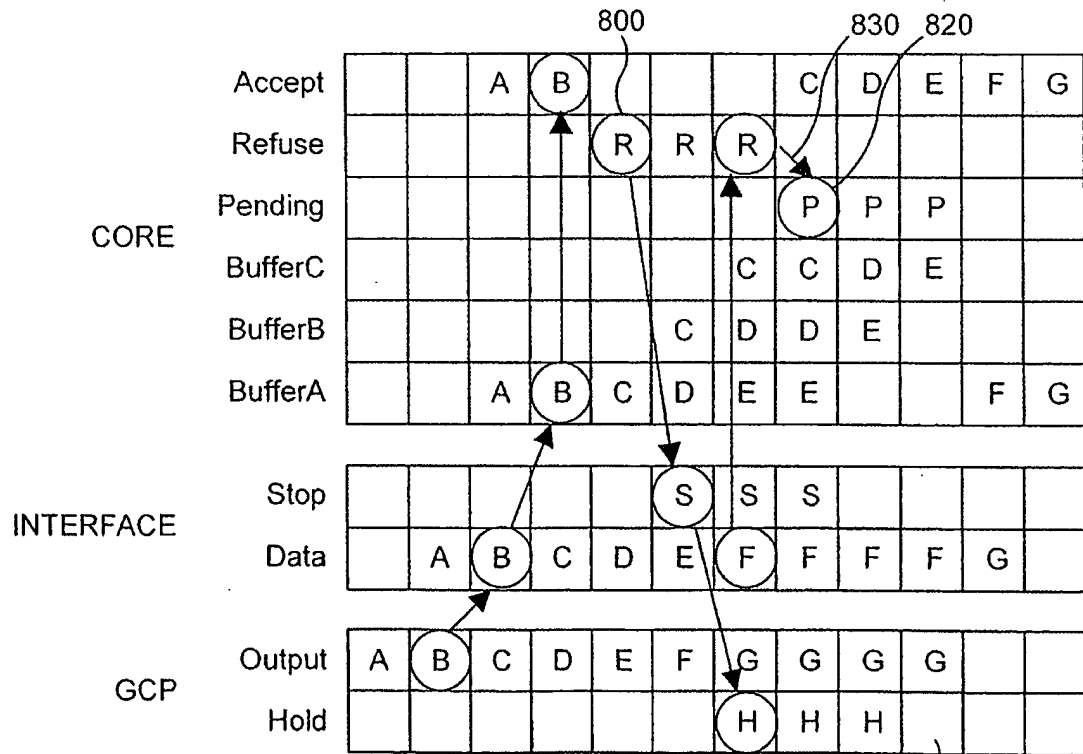 800 830 820
Accept A B C D E F G
Refuse R R R
Pending P P P
CORE
BufferC C C D E
BufferB C D D E
BufferA A B C D E E F G
Stop S S S
INTERFACE
Data A B C D E F F F F G
Output A B C D E F G G G G
GCP
Hold H H H